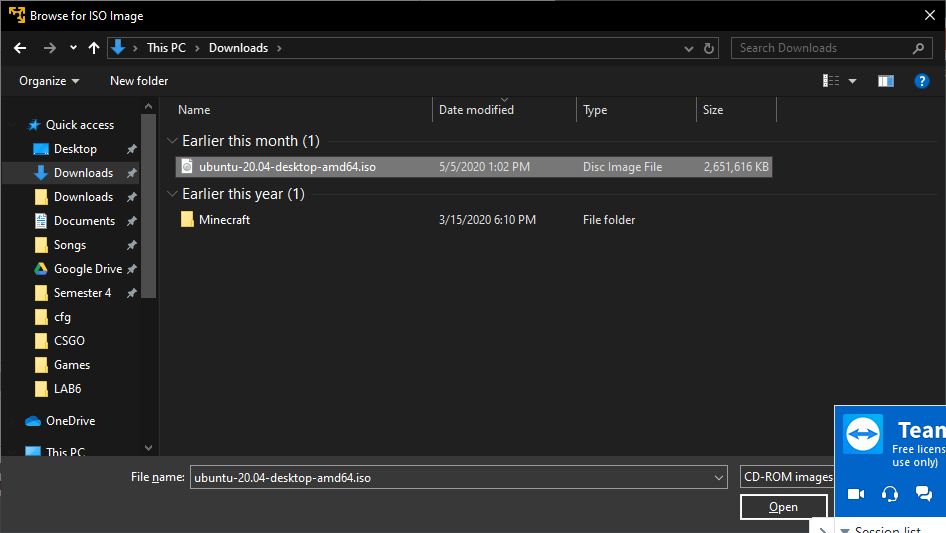 Browse for ISO Image
This PC > Downloads >
Search Downloads
Organize
New folder
Name
Date modified
Type
Size
Quick access
Desktop
Downloads
Downloads
Documents
Songs
Google Drive
Semester 4
cfg
CSGO
Games
LAB6
OneDrive
This PC
Earlier this month (1)
ubuntu-20.04-desktop-amd64.iso 5/5/2020 1:02 PM Disc Image File 2,651,616 KB
Earlier this year (1)
Minecraft 3/15/2020 6:10 PM File folder
File name: ubuntu-20.04-desktop-amd64.iso
CD-ROM images
Open
Team
Free licens
use only)
Session list